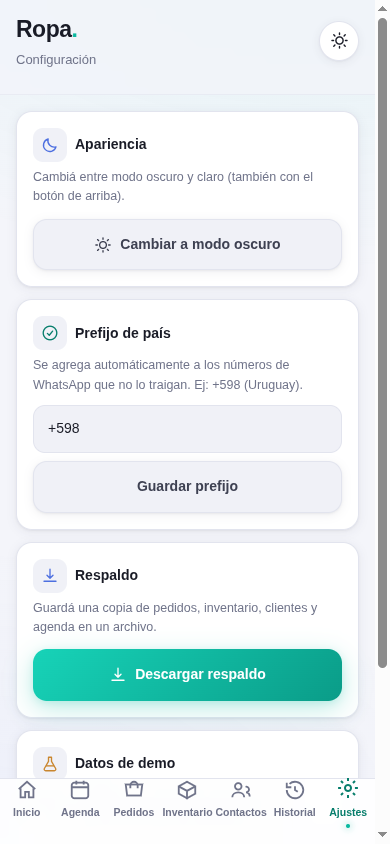 Ropa.
Configuración
Apariencia
Cambiá entre modo oscuro y claro (también con el
botón de arriba).
Cambiar a modo oscuro
Prefijo de país
Se agrega automáticamente a los números de
WhatsApp que no lo traigan. Ej: +598 (Uruguay).
+598
Guardar prefijo
Respaldo
Guardá una copia de pedidos, inventario, clientes y
agenda en un archivo.
Descargar respaldo
Datos de demo
Inicio Agenda Pedidos Inventario Contactos Historial Ajustes